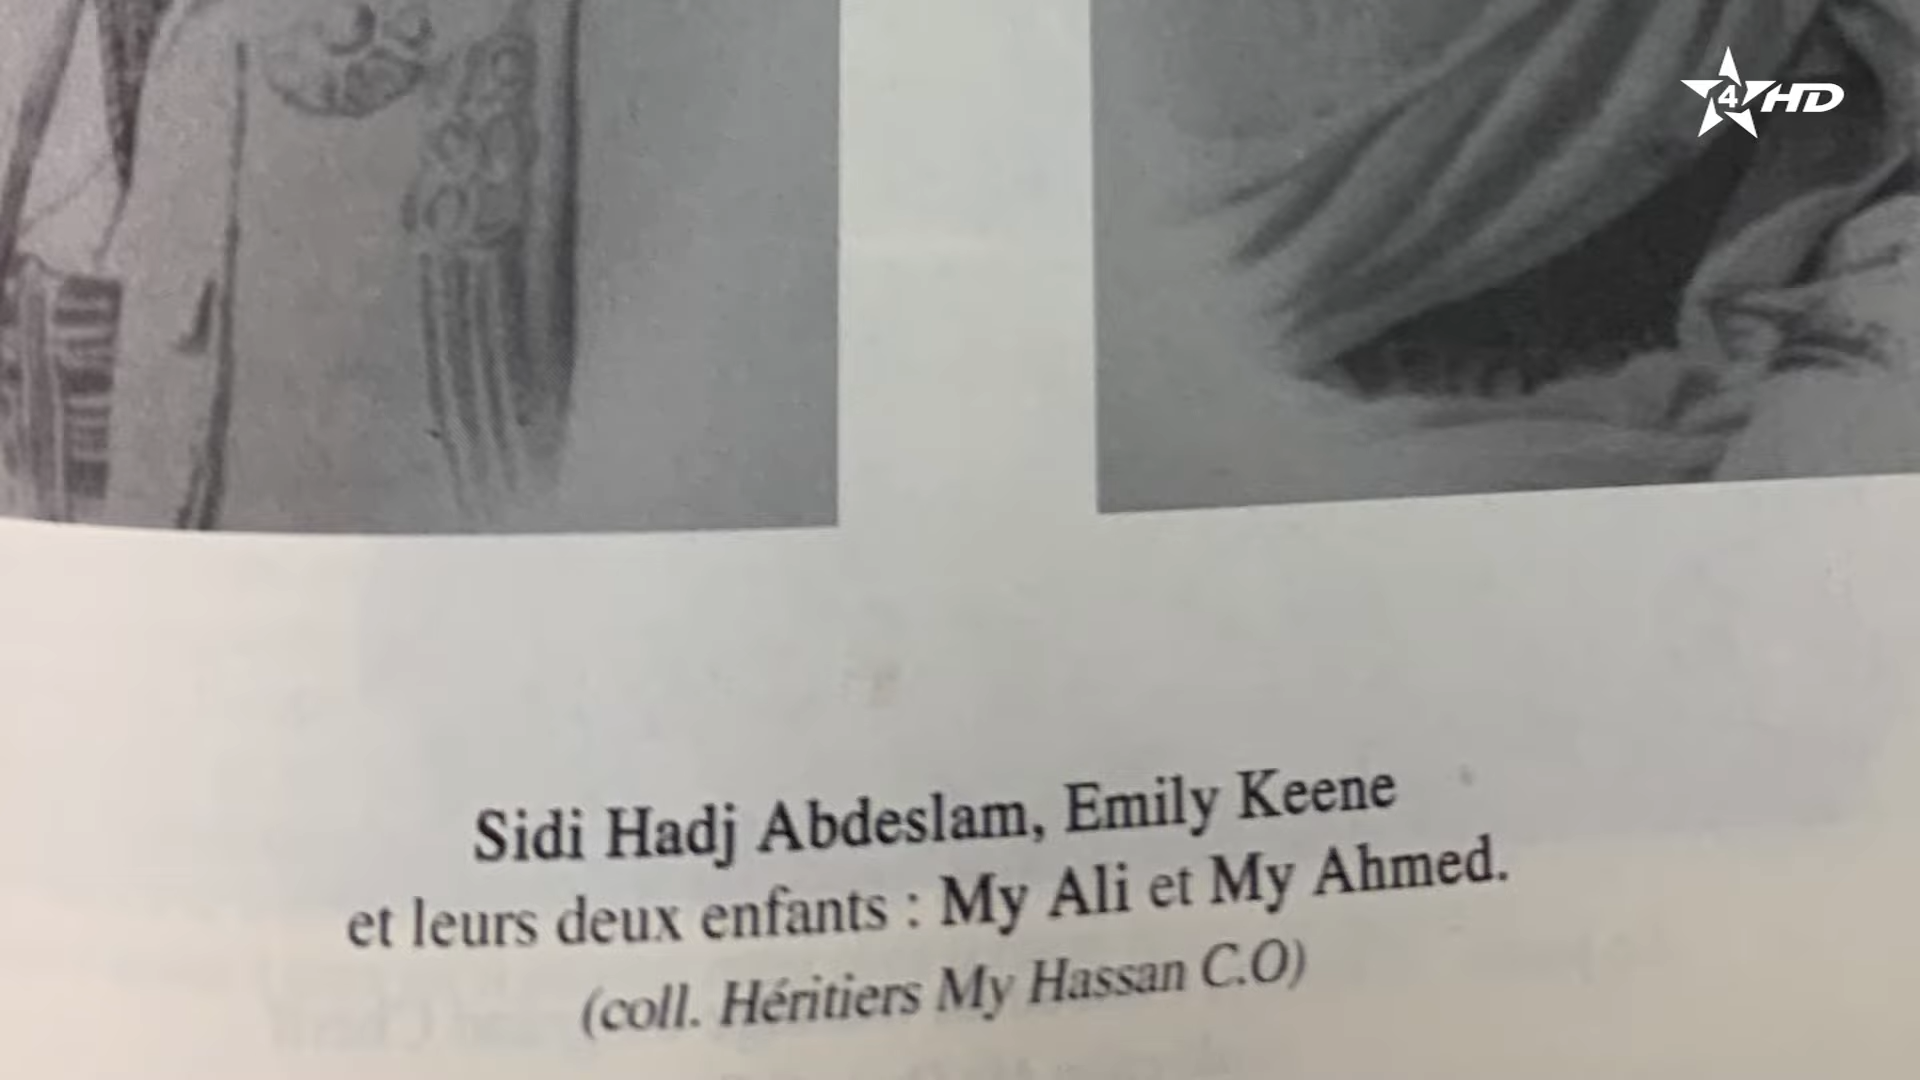 4 HD
Sidi Hadj Abdeslam, Emily Keene
et leurs deux enfants : My Ali et My Ahmed.
(coll. Héritiers My Hassan C.O)